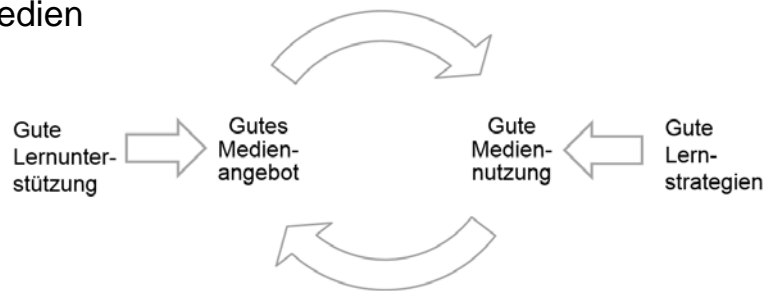 edien
Gute
Lernunter-
stützung
Gutes
Medien-
angebot
Gute
Medien-
nutzung
Gute
Lern-
strategien